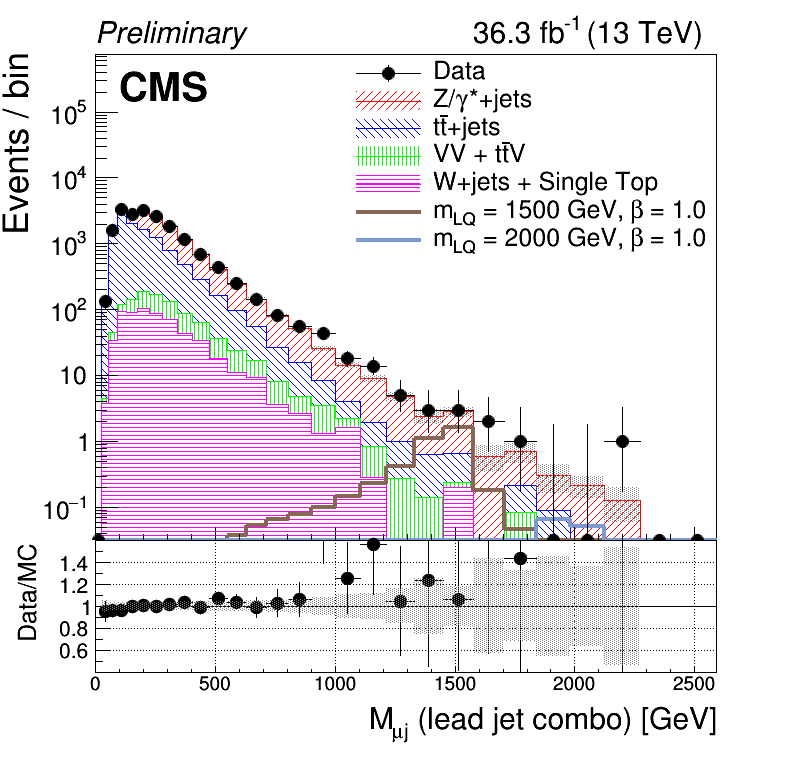 Preliminary 36.3 fb⁻¹ (13 TeV)
CMS
Events / bin
Data
Z/γ*+jets
tt̄+jets
VV + tt̄V
W+jets + Single Top
m_LQ = 1500 GeV, β = 1.0
m_LQ = 2000 GeV, β = 1.0
10⁵
10⁴
10³
10²
10
1
10⁻¹
Data/MC
1.4
1.2
1
0.8
0.6
0 500 1000 1500 2000 2500
M_μj (lead jet combo) [GeV]